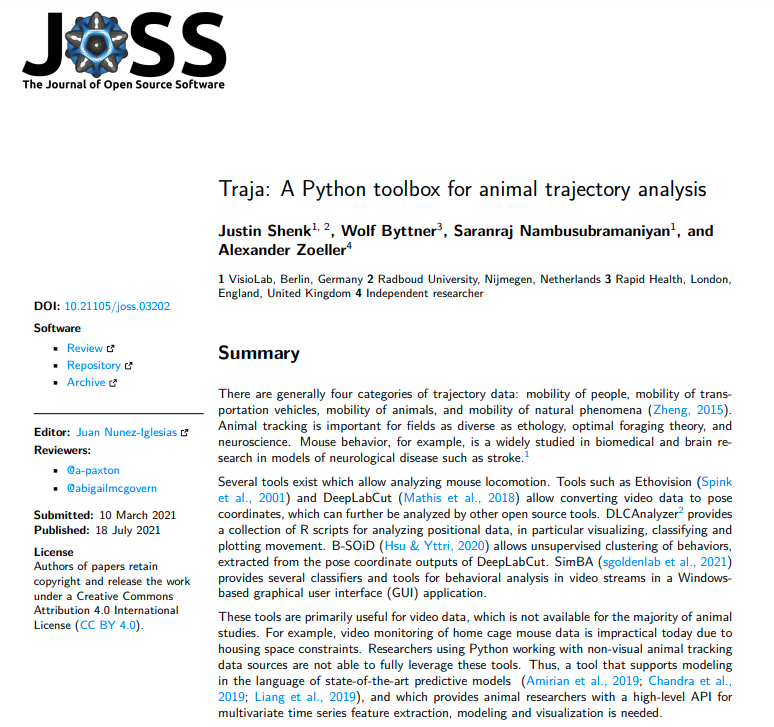 JOSS
The Journal of Open Source Software
Traja: A Python toolbox for animal trajectory analysis
Justin Shenk1, 2, Wolf Byttner3, Saranraj Nambusubramaniyan1, and
Alexander Zoeller4
1 VisioLab, Berlin, Germany 2 Radboud University, Nijmegen, Netherlands 3 Rapid Health, London,
England, United Kingdom 4 Independent researcher
DOI: 10.21105/joss.03202
Software
▪ Review
▪ Repository
▪ Archive
Editor: Juan Nunez-Iglesias
Reviewers:
▪ @a-paxton
▪ @abigailmcgovern
Submitted: 10 March 2021
Published: 18 July 2021
License
Authors of papers retain
copyright and release the work
under a Creative Commons
Attribution 4.0 International
License (CC BY 4.0).
Summary
There are generally four categories of trajectory data: mobility of people, mobility of trans-
portation vehicles, mobility of animals, and mobility of natural phenomena (Zheng, 2015).
Animal tracking is important for fields as diverse as ethology, optimal foraging theory, and
neuroscience. Mouse behavior, for example, is a widely studied in biomedical and brain re-
search in models of neurological disease such as stroke.1
Several tools exist which allow analyzing mouse locomotion. Tools such as Ethovision (Spink
et al., 2001) and DeepLabCut (Mathis et al., 2018) allow converting video data to pose
coordinates, which can further be analyzed by other open source tools. DLCAnalyzer2 provides
a collection of R scripts for analyzing positional data, in particular visualizing, classifying and
plotting movement. B-SOiD (Hsu & Yttri, 2020) allows unsupervised clustering of behaviors,
extracted from the pose coordinate outputs of DeepLabCut. SimBA (sgoldenlab et al., 2021)
provides several classifiers and tools for behavioral analysis in video streams in a Windows-
based graphical user interface (GUI) application.
These tools are primarily useful for video data, which is not available for the majority of animal
studies. For example, video monitoring of home cage mouse data is impractical today due to
housing space constraints. Researchers using Python working with non-visual animal tracking
data sources are not able to fully leverage these tools. Thus, a tool that supports modeling
in the language of state-of-the-art predictive models (Amirian et al., 2019; Chandra et al.,
2019; Liang et al., 2019), and which provides animal researchers with a high-level API for
multivariate time series feature extraction, modeling and visualization is needed.